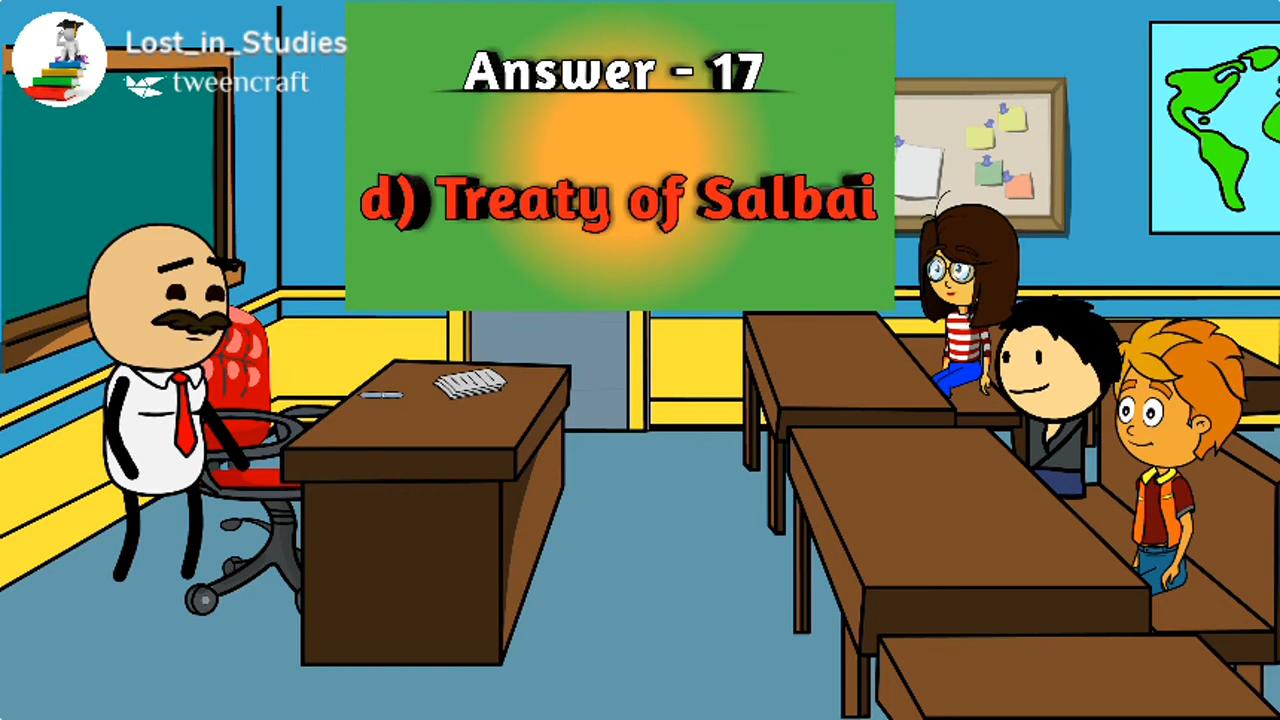 Lost_in_Studies
tweencraft
Answer - 17
d) Treaty of Salbai